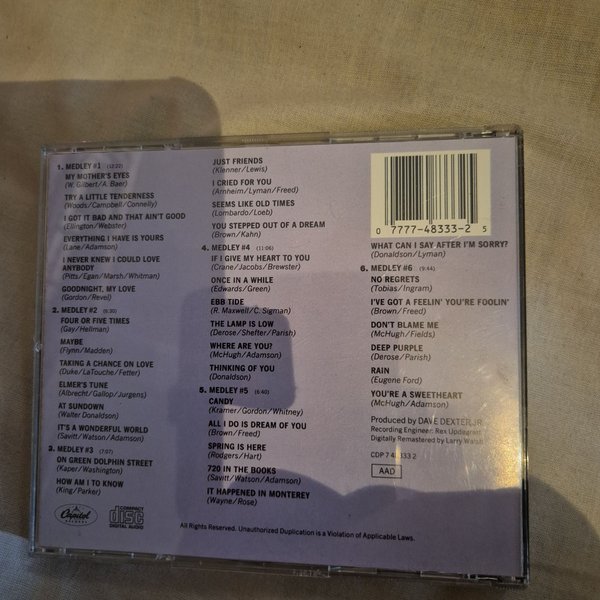 1. MEDLEY #1 (12:22)
MY MOTHER'S EYES
(W. Gilbert/A. Baer)
TRY A LITTLE TENDERNESS
(Woods/Campbell/Connelly)
I GOT IT BAD AND THAT AIN'T GOOD
(Ellington/Webster)
EVERYTHING I HAVE IS YOURS
(Lane/Adamson)
I NEVER KNEW I COULD LOVE
ANYBODY
(Pitts/Egan/Marsh/Whitman)
GOODNIGHT, MY LOVE
(Gordon/Revel)
2. MEDLEY #2 (6:30)
FOUR OR FIVE TIMES
(Gay/Hellman)
MAYBE
(Flynn/Madden)
TAKING A CHANCE ON LOVE
(Duke/LaTouche/Fetter)
ELMER'S TUNE
(Albrecht/Gallop/Jurgens)
AT SUNDOWN
(Walter Donaldson)
IT'S A WONDERFUL WORLD
(Savitt/Watson/Adamson)
3. MEDLEY #3 (7:07)
ON GREEN DOLPHIN STREET
(Kaper/Washington)
HOW AM I TO KNOW
(King/Parker)
JUST FRIENDS
(Klenner/Lewis)
I CRIED FOR YOU
(Arnheim/Lyman/Freed)
SEEMS LIKE OLD TIMES
(Lombardo/Loeb)
YOU STEPPED OUT OF A DREAM
(Brown/Kahn)
4. MEDLEY #4 (11:06)
IF I GIVE MY HEART TO YOU
(Crane/Jacobs/Brewster)
ONCE IN A WHILE
(Edwards/Green)
EBB TIDE
(R. Maxwell/C. Sigman)
THE LAMP IS LOW
(Derose/Shefter/Parish)
WHERE ARE YOU?
(McHugh/Adamson)
THINKING OF YOU
(Donaldson)
5. MEDLEY #5 (6:40)
CANDY
(Kramer/Gordon/Whitney)
ALL I DO IS DREAM OF YOU
(Brown/Freed)
SPRING IS HERE
(Rodgers/Hart)
720 IN THE BOOKS
(Savitt/Watson/Adamson)
IT HAPPENED IN MONTEREY
(Wayne/Rose)
0 7777-48333-2 5
WHAT CAN I SAY AFTER I'M SORRY?
(Donaldson/Lyman)
6. MEDLEY #6 (9:44)
NO REGRETS
(Tobias/Ingram)
I'VE GOT A FEELIN' YOU'RE FOOLIN'
(Brown/Freed)
DON'T BLAME ME
(McHugh/Fields)
DEEP PURPLE
(Derose/Parish)
RAIN
(Eugene Ford)
YOU'RE A SWEETHEART
(McHugh/Adamson)
Produced by DAVE DEXTER, JR.
Recording Engineer: Rex Updegraft
Digitally Remastered by Larry Walsh
CDP 7 48333 2
AAD
Capitol
RECORDS
COMPACT
disc
DIGITAL AUDIO
All Rights Reserved. Unauthorized Duplication is a Violation of Applicable Laws.